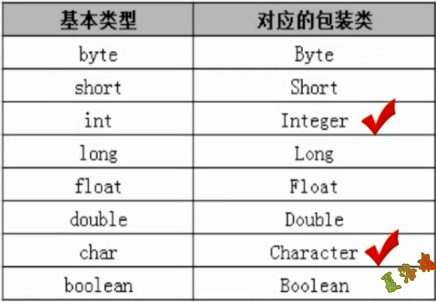 基本类型 对应的包装类
byte Byte
short Short
int Integer
long Long
float Float
double Double
char Character
boolean Boolean